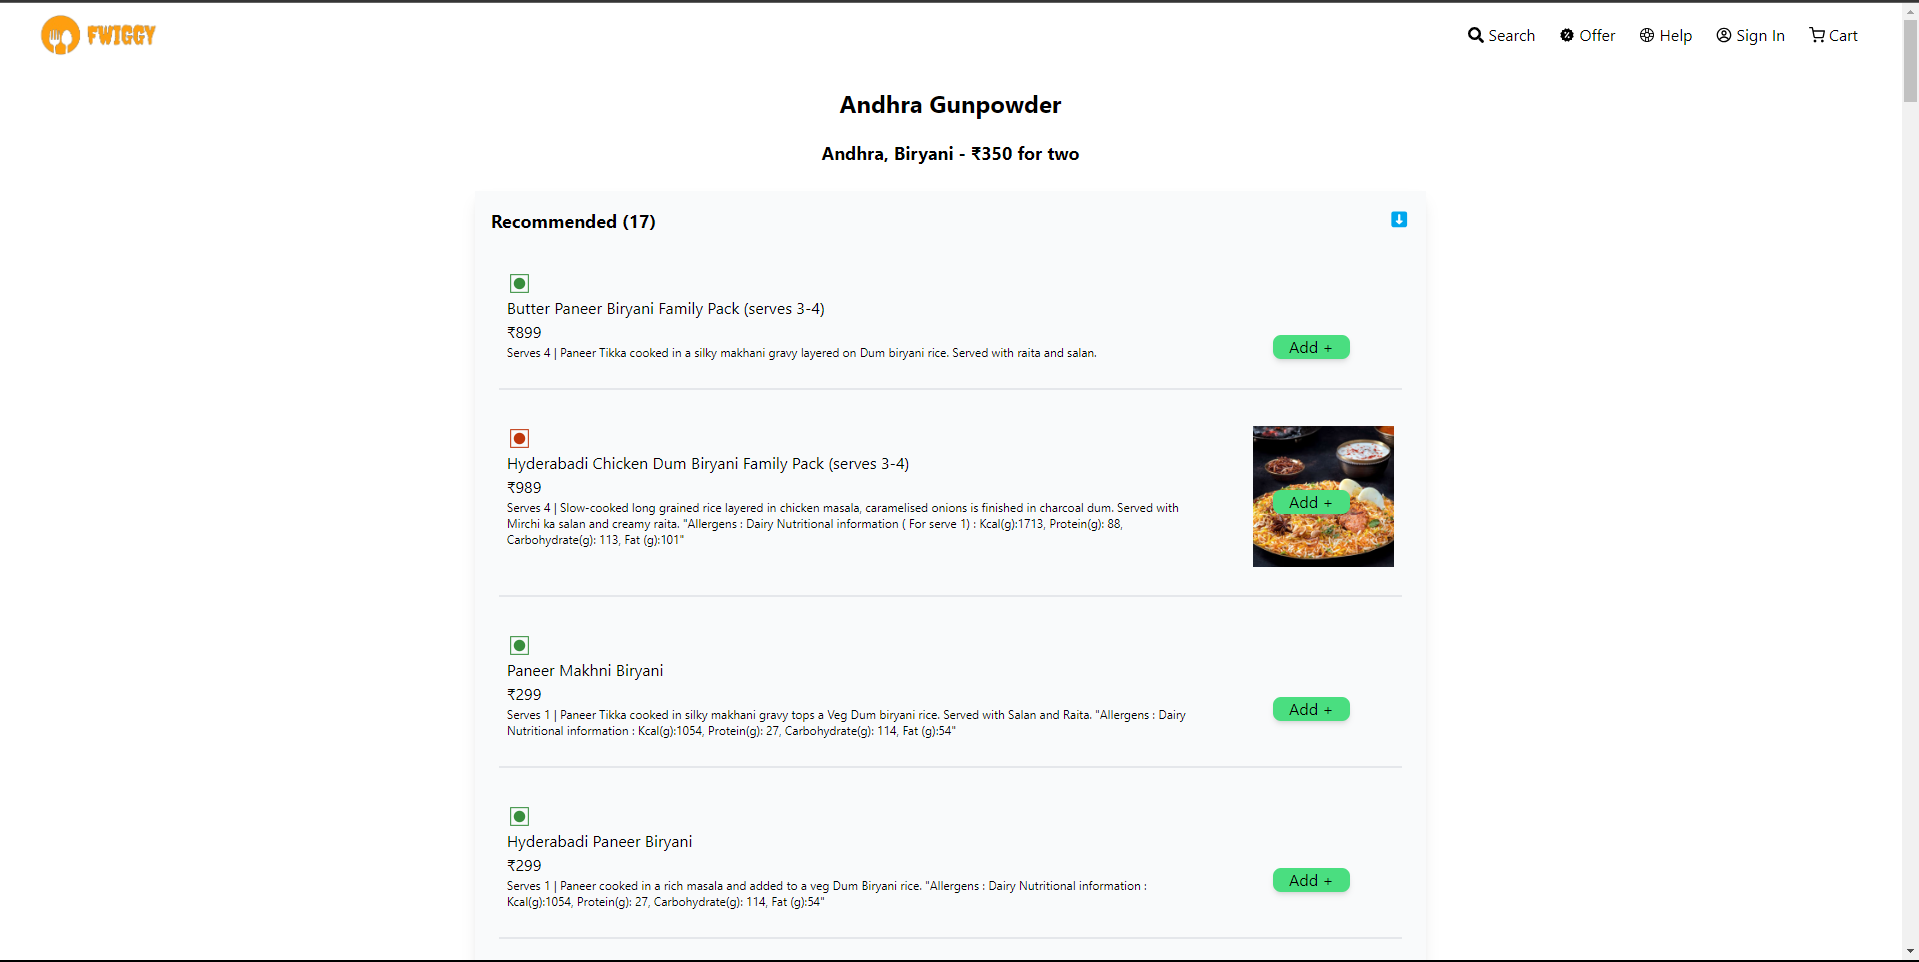 FWIGGY
Search Offer Help Sign In Cart
Andhra Gunpowder
Andhra, Biryani - ₹350 for two
Recommended (17)
Butter Paneer Biryani Family Pack (serves 3-4)
₹899
Serves 4 | Paneer Tikka cooked in a silky makhani gravy layered on Dum biryani rice. Served with raita and salan.
Add +
Hyderabadi Chicken Dum Biryani Family Pack (serves 3-4)
₹989
Serves 4 | Slow-cooked long grained rice layered in chicken masala, caramelised onions is finished in charcoal dum. Served with
Mirchi ka salan and creamy raita. "Allergens : Dairy Nutritional information ( For serve 1) : Kcal(g):1713, Protein(g): 88,
Carbohydrate(g): 113, Fat (g):101"
Add +
Paneer Makhni Biryani
₹299
Serves 1 | Paneer Tikka cooked in silky makhani gravy tops a Veg Dum biryani rice. Served with Salan and Raita. "Allergens : Dairy
Nutritional information : Kcal(g):1054, Protein(g): 27, Carbohydrate(g): 114, Fat (g):54"
Add +
Hyderabadi Paneer Biryani
₹299
Serves 1 | Paneer cooked in a rich masala and added to a veg Dum Biryani rice. "Allergens : Dairy Nutritional information :
Kcal(g):1054, Protein(g): 27, Carbohydrate(g): 114, Fat (g):54"
Add +